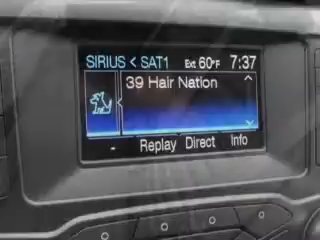 SIRIUS < SAT1 Ext 60°F 7:37
39 Hair Nation
- Replay Direct Info